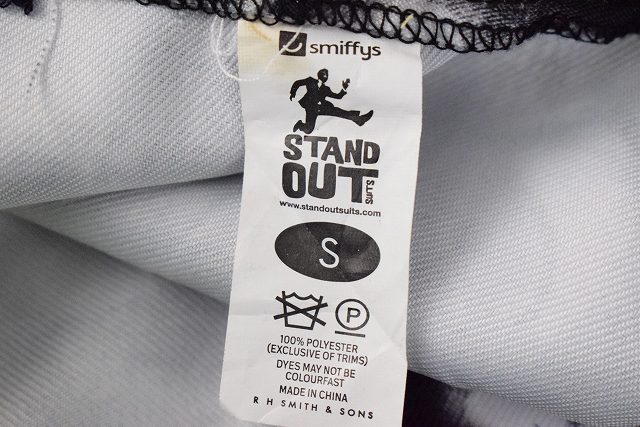 smiffys
STAND
OUT SUITS
www.standoutsuits.com
S
P
100% POLYESTER
(EXCLUSIVE OF TRIMS)
DYES MAY NOT BE
COLOURFAST
MADE IN CHINA
R H SMITH & SONS